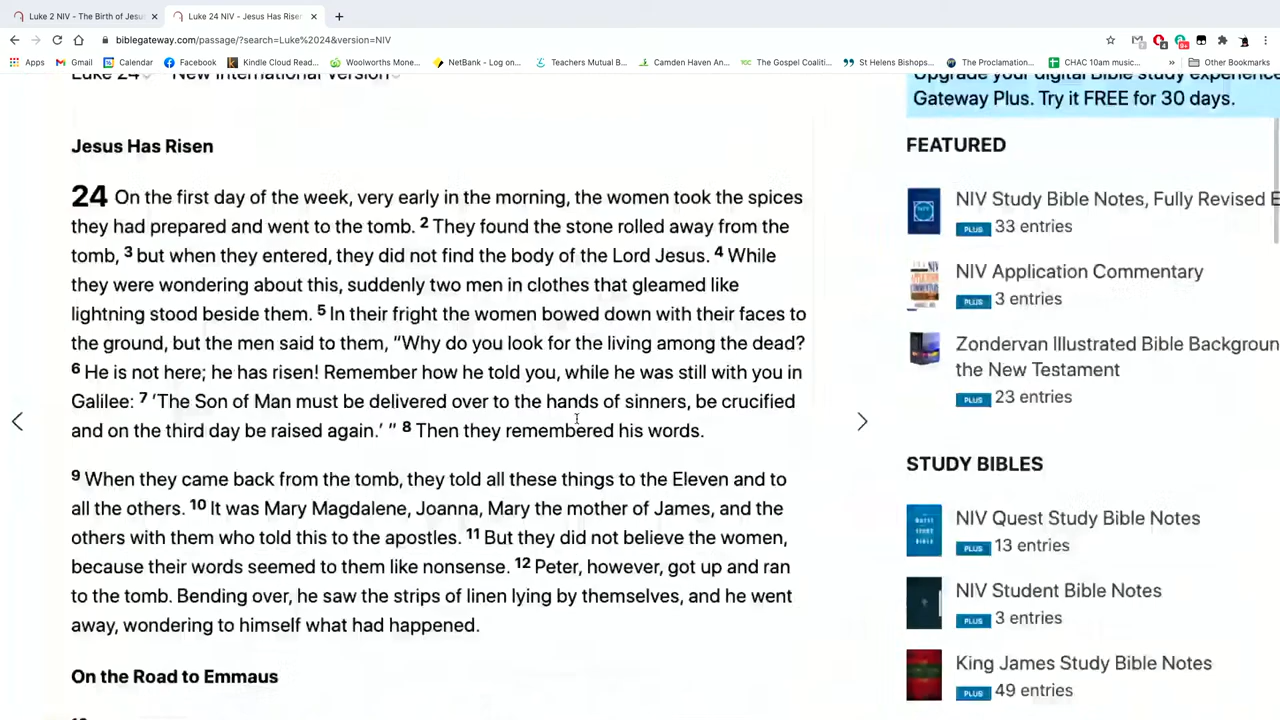 Luke 2 NIV - The Birth of Jesu
Luke 24 NIV - Jesus Has Riser
biblegateway.com/passage/?search=Luke%2024&version=NIV
Apps Gmail Calendar Facebook Kindle Cloud Read... Woolworths Mone... NetBank - Log on... Teachers Mutual B... Camden Haven An... The Gospel Coaliti... St Helens Bishops... The Proclamation... CHAC 10am music... » Other Bookmarks
Luke 24 New International Version
Upgrade your digital Bible study experience
Gateway Plus. Try it FREE for 30 days.
Jesus Has Risen
24 On the first day of the week, very early in the morning, the women took the spices
they had prepared and went to the tomb. 2 They found the stone rolled away from the
tomb, 3 but when they entered, they did not find the body of the Lord Jesus. 4 While
they were wondering about this, suddenly two men in clothes that gleamed like
lightning stood beside them. 5 In their fright the women bowed down with their faces to
the ground, but the men said to them, “Why do you look for the living among the dead?
6 He is not here; he has risen! Remember how he told you, while he was still with you in
Galilee: 7 ‘The Son of Man must be delivered over to the hands of sinners, be crucified
and on the third day be raised again.’ ” 8 Then they remembered his words.
9 When they came back from the tomb, they told all these things to the Eleven and to
all the others. 10 It was Mary Magdalene, Joanna, Mary the mother of James, and the
others with them who told this to the apostles. 11 But they did not believe the women,
because their words seemed to them like nonsense. 12 Peter, however, got up and ran
to the tomb. Bending over, he saw the strips of linen lying by themselves, and he went
away, wondering to himself what had happened.
On the Road to Emmaus
FEATURED
NIV Study Bible Notes, Fully Revised E
PLUS 33 entries
NIV Application Commentary
PLUS 3 entries
Zondervan Illustrated Bible Backgroun
the New Testament
PLUS 23 entries
STUDY BIBLES
NIV Quest Study Bible Notes
PLUS 13 entries
NIV Student Bible Notes
PLUS 3 entries
King James Study Bible Notes
PLUS 49 entries